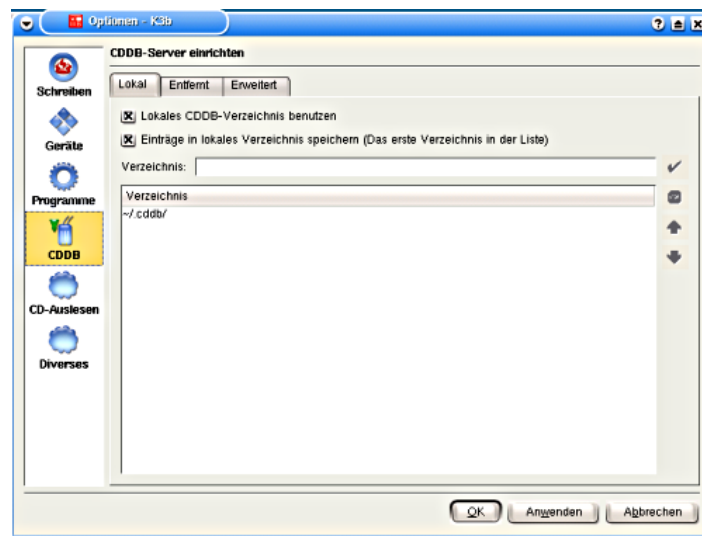 Optionen - K3b
CDDB-Server einrichten
Schreiben
Geräte
Programme
CDDB
CD-Auslesen
Diverses
Lokal Entfernt Erweitert
Lokales CDDB-Verzeichnis benutzen
Einträge in lokales Verzeichnis speichern (Das erste Verzeichnis in der Liste)
Verzeichnis:
Verzeichnis
~/.cddb/
OK Anwenden Abbrechen